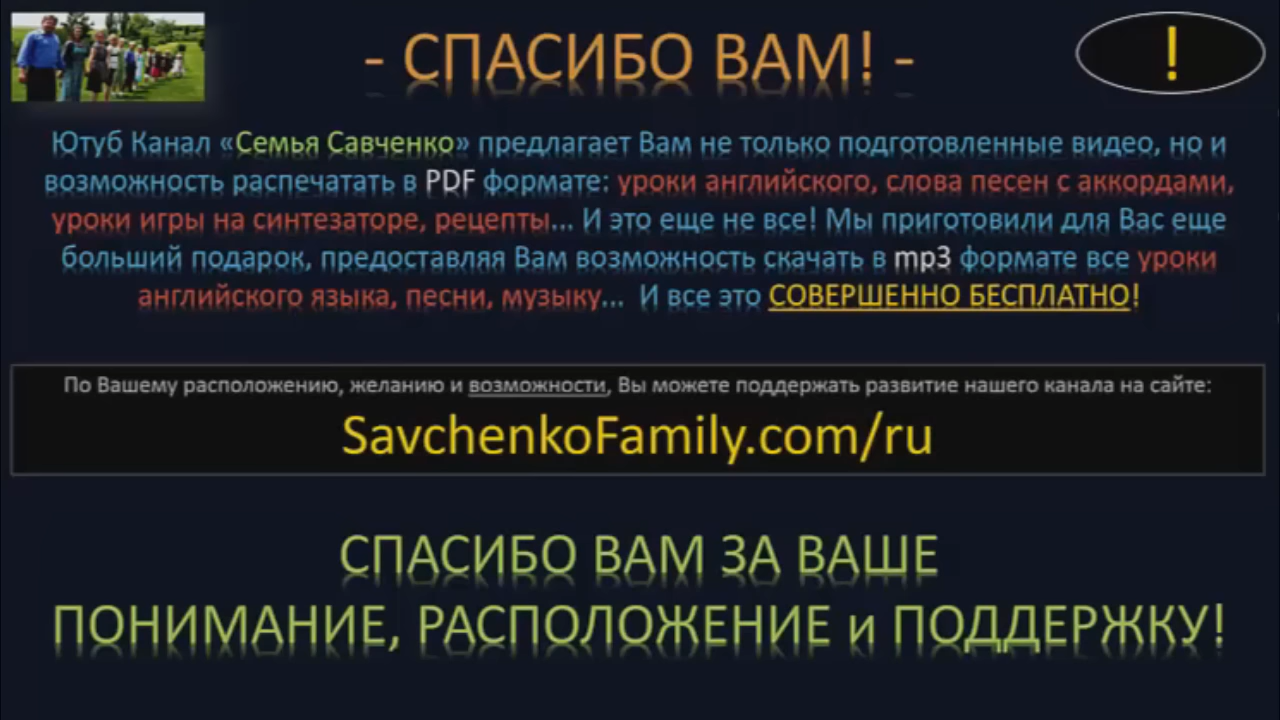 - СПАСИБО ВАМ! -
!
Ютуб Канал «Семья Савченко» предлагает Вам не только подготовленные видео, но и
возможность распечатать в PDF формате: уроки английского, слова песен с аккордами,
уроки игры на синтезаторе, рецепты... И это еще не все! Мы приготовили для Вас еще
больший подарок, предоставляя Вам возможность скачать в mp3 формате все уроки
английского языка, песни, музыку... И все это СОВЕРШЕННО БЕСПЛАТНО!
По Вашему расположению, желанию и возможности, Вы можете поддержать развитие нашего канала на сайте:
SavchenkoFamily.com/ru
СПАСИБО ВАМ ЗА ВАШЕ
ПОНИМАНИЕ, РАСПОЛОЖЕНИЕ и ПОДДЕРЖКУ!